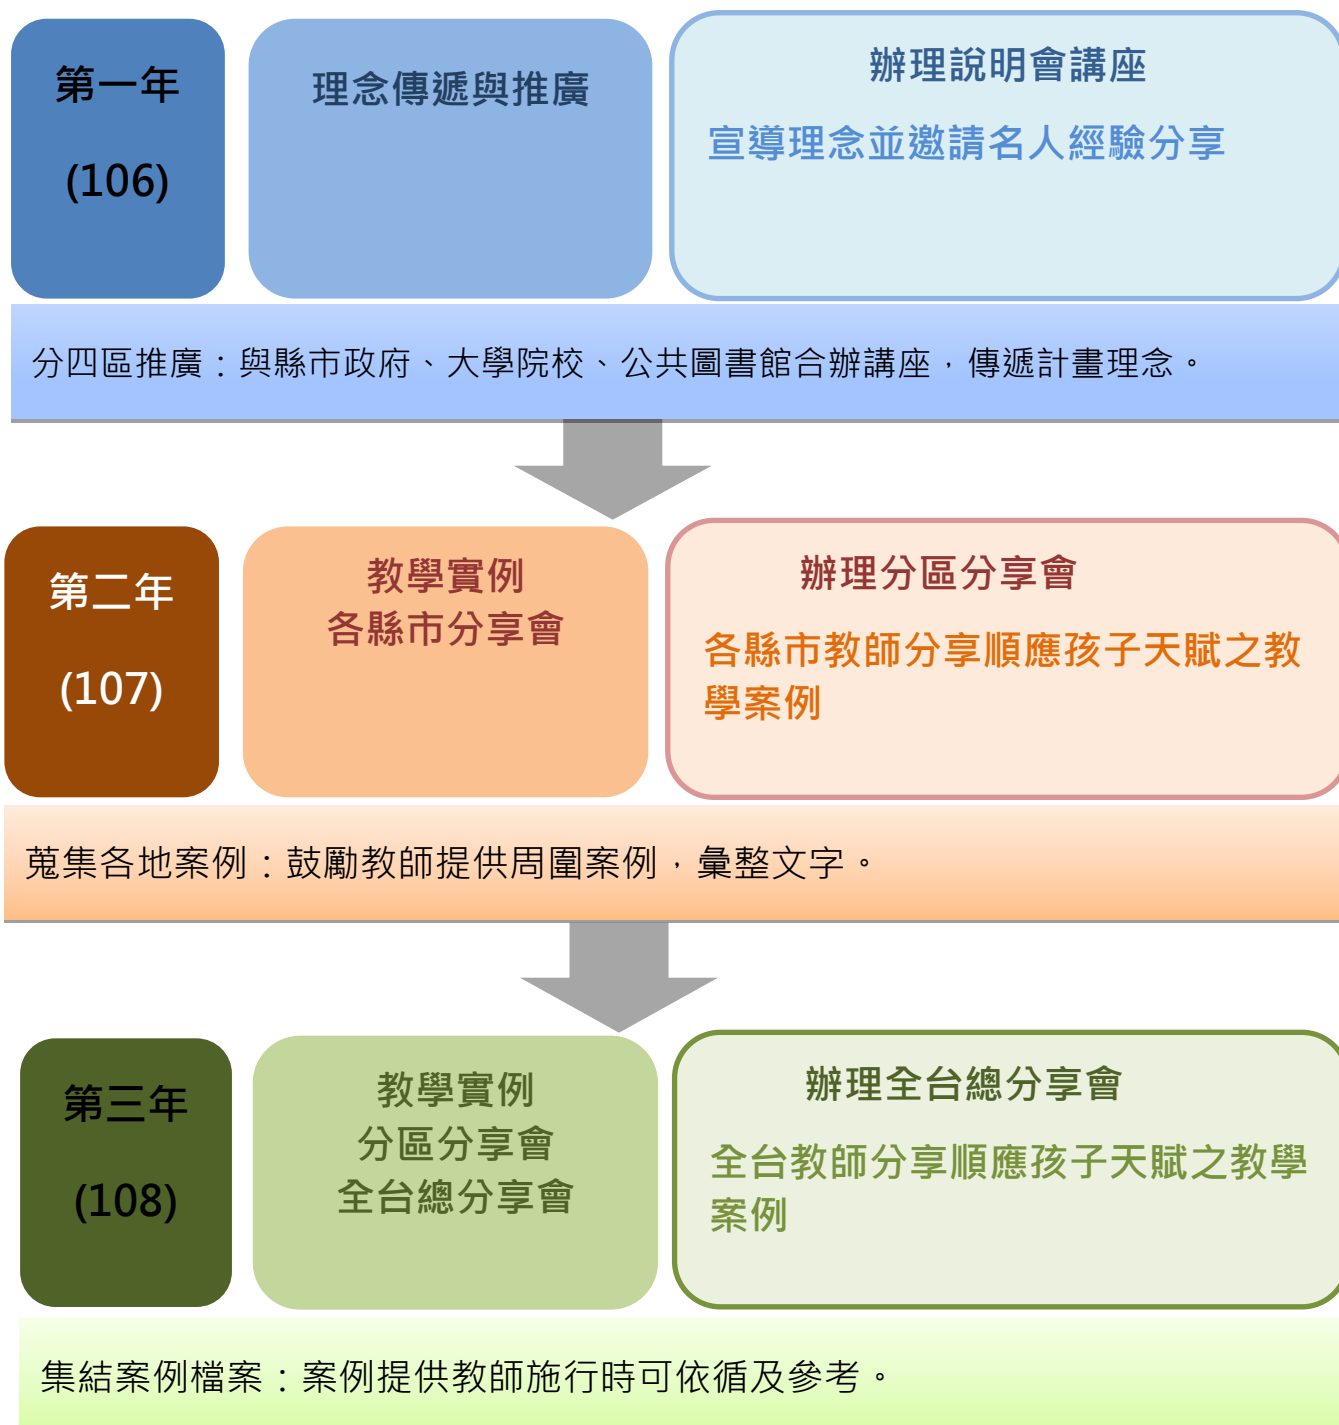 第一年
(106)
理念傳遞與推廣
辦理說明會講座
宣導理念並邀請名人經驗分享
分四區推廣：與縣市政府、大學院校、公共圖書館合辦講座，傳遞計畫理念。
第二年
(107)
教學實例
各縣市分享會
辦理分區分享會
各縣市教師分享順應孩子天賦之教
學案例
蒐集各地案例：鼓勵教師提供周圍案例，彙整文字。
第三年
(108)
教學實例
分區分享會
全台總分享會
辦理全台總分享會
全台教師分享順應孩子天賦之教學
案例
集結案例檔案：案例提供教師施行時可依循及參考。